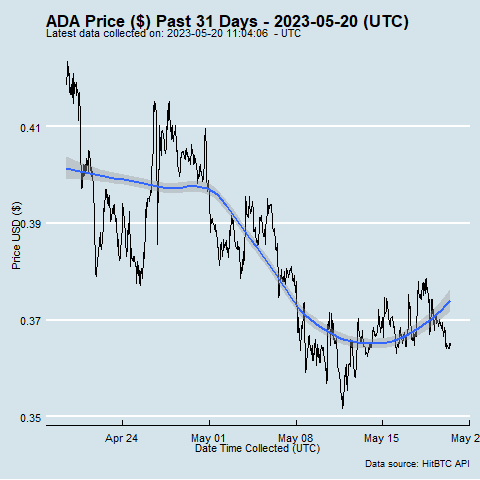 ADA Price ($) Past 31 Days - 2023-05-20 (UTC)
Latest data collected on: 2023-05-20 11:04:06 - UTC
0.41
0.39
0.37
0.35
Price USD ($)
Apr 24
May 01
May 08
May 15
May 2
Date Time Collected (UTC)
Data source: HitBTC API